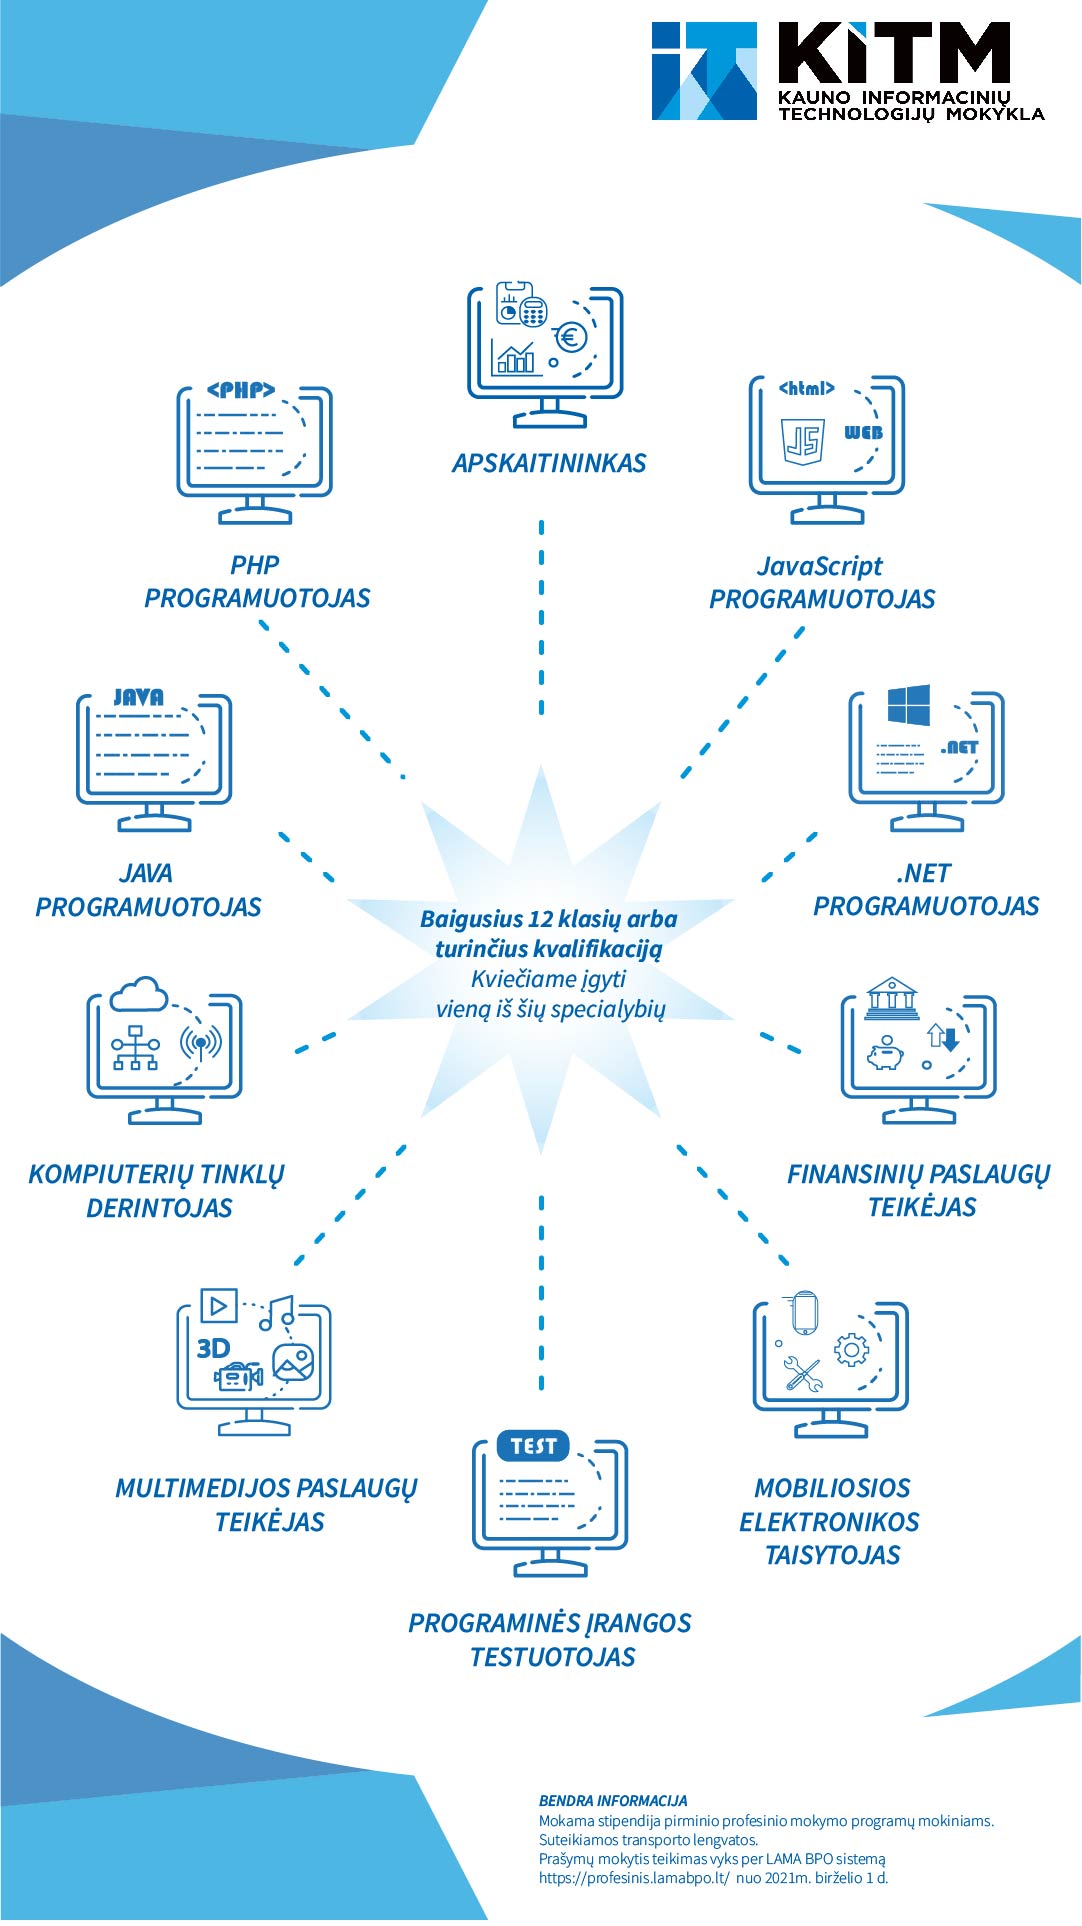 KiTM
KAUNO INFORMACINIŲ
TECHNOLOGIJŲ MOKYKLA
APSKAITININKAS
<PHP>
PHP
PROGRAMUOTOJAS
<html>
JS
WEB
JavaScript
PROGRAMUOTOJAS
JAVA
JAVA
PROGRAMUOTOJAS
.NET
.NET
PROGRAMUOTOJAS
Baigusius 12 klasių arba
turinčius kvalifikaciją
Kviečiame įgyti
vieną iš šių specialybių
KOMPIUTERIŲ TINKLŲ
DERINTOJAS
FINANSINIŲ PASLAUGŲ
TEIKĖJAS
3D
MULTIMEDIJOS PASLAUGŲ
TEIKĖJAS
MOBILIOSIOS
ELEKTRONIKOS
TAISYTOJAS
TEST
PROGRAMINĖS ĮRANGOS
TESTUOTOJAS
BENDRA INFORMACIJA
Mokama stipendija pirminio profesinio mokymo programų mokiniams.
Suteikiamos transporto lengvatos.
Prašymų mokytis teikimas vyks per LAMA BPO sistemą
https://profesinis.lamabpo.lt/ nuo 2021m. birželio 1 d.